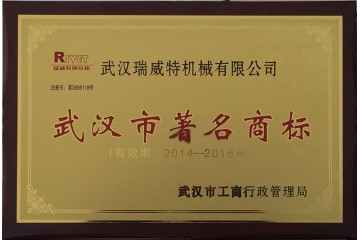 RIVET
武汉瑞威特机械有限公司
武汉市著名商标
(有效期 2014—2016年)
武汉市工商行政管理局